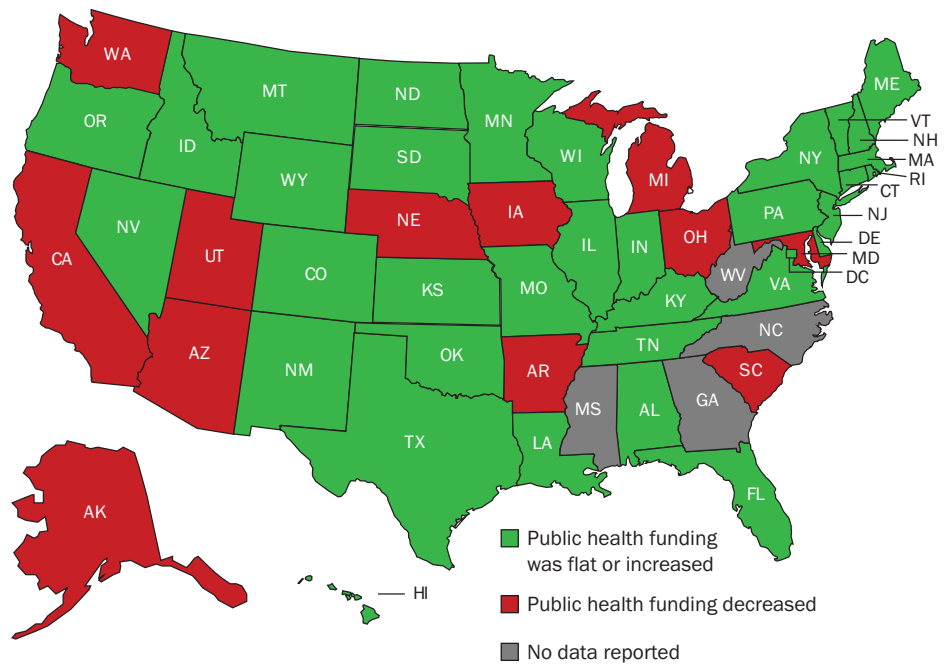 WA
ME
MT
ND
VT
MN
OR
NH
ID
SD
WI
NY
MA
WY
MI
RI
CT
NE
IA
PA
NJ
NV
OH
DE
CA
UT
IL
IN
MD
CO
WV
DC
KS
MO
VA
KY
NC
TN
AZ
OK
NM
AR
SC
MS
AL
GA
TX
LA
FL
AK
HI
Public health funding
was flat or increased
Public health funding decreased
No data reported